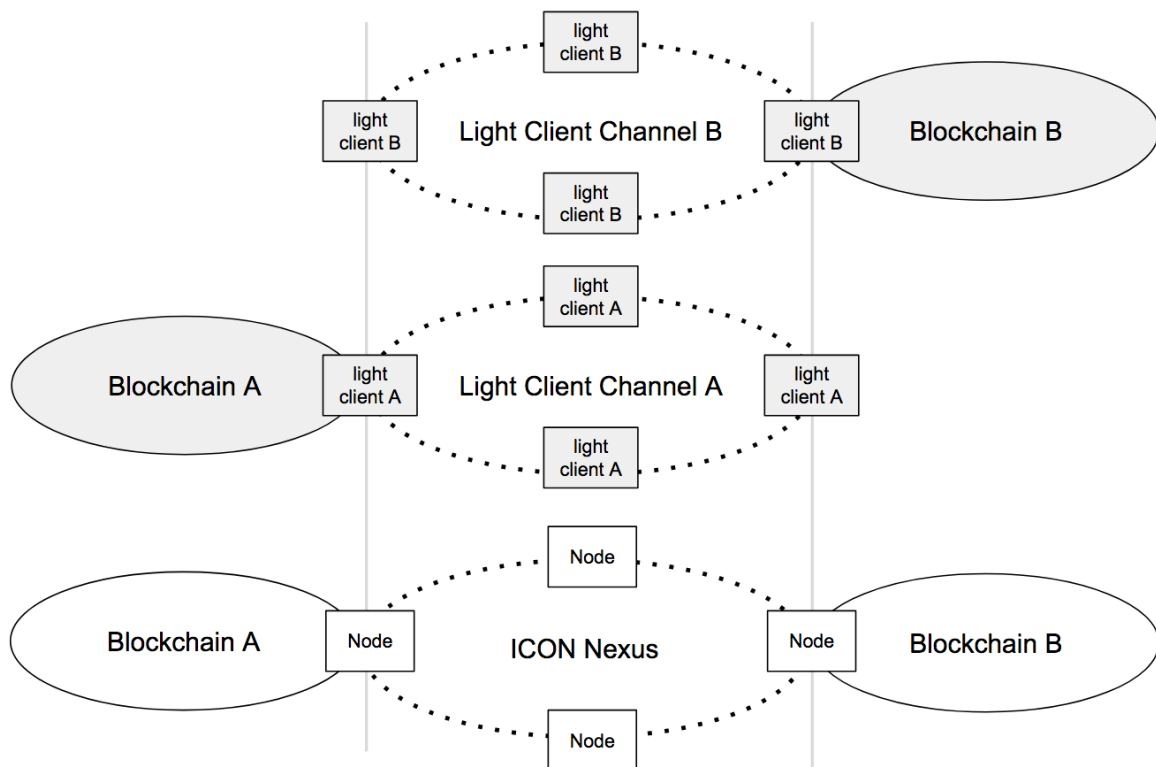 light
client B
light
client B
Light Client Channel B
light
client B
Blockchain B
light
client B
light
client A
Blockchain A
light
client A
Light Client Channel A
light
client A
light
client A
Node
Blockchain A
Node
ICON Nexus
Node
Blockchain B
Node